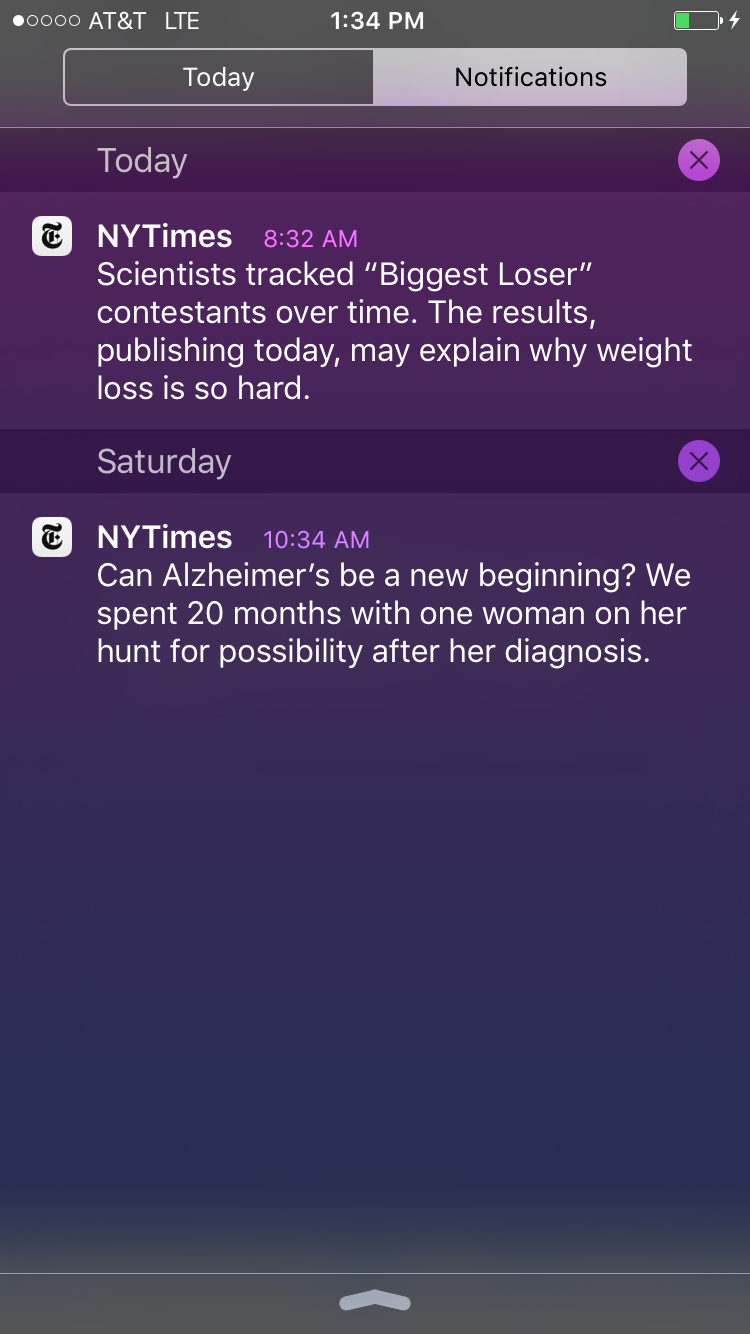 AT&T LTE 1:34 PM
Today Notifications
Today
NYTimes 8:32 AM
Scientists tracked “Biggest Loser”
contestants over time. The results,
publishing today, may explain why weight
loss is so hard.
Saturday
NYTimes 10:34 AM
Can Alzheimer’s be a new beginning? We
spent 20 months with one woman on her
hunt for possibility after her diagnosis.